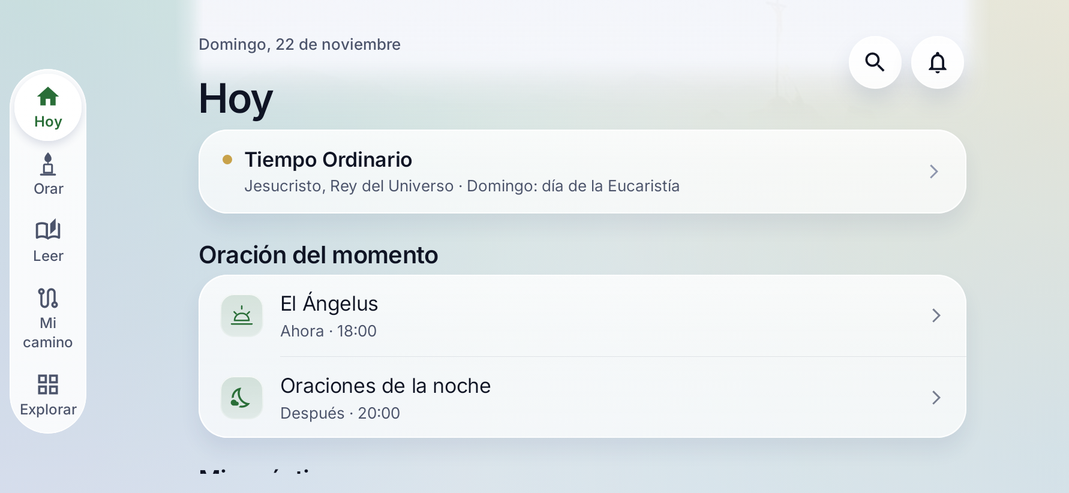 Domingo, 22 de noviembre
Hoy
Hoy
Orar
Leer
Mi
camino
Explorar
Tiempo Ordinario
Jesucristo, Rey del Universo · Domingo: día de la Eucaristía
Oración del momento
El Ángelus
Ahora · 18:00
Oraciones de la noche
Después · 20:00